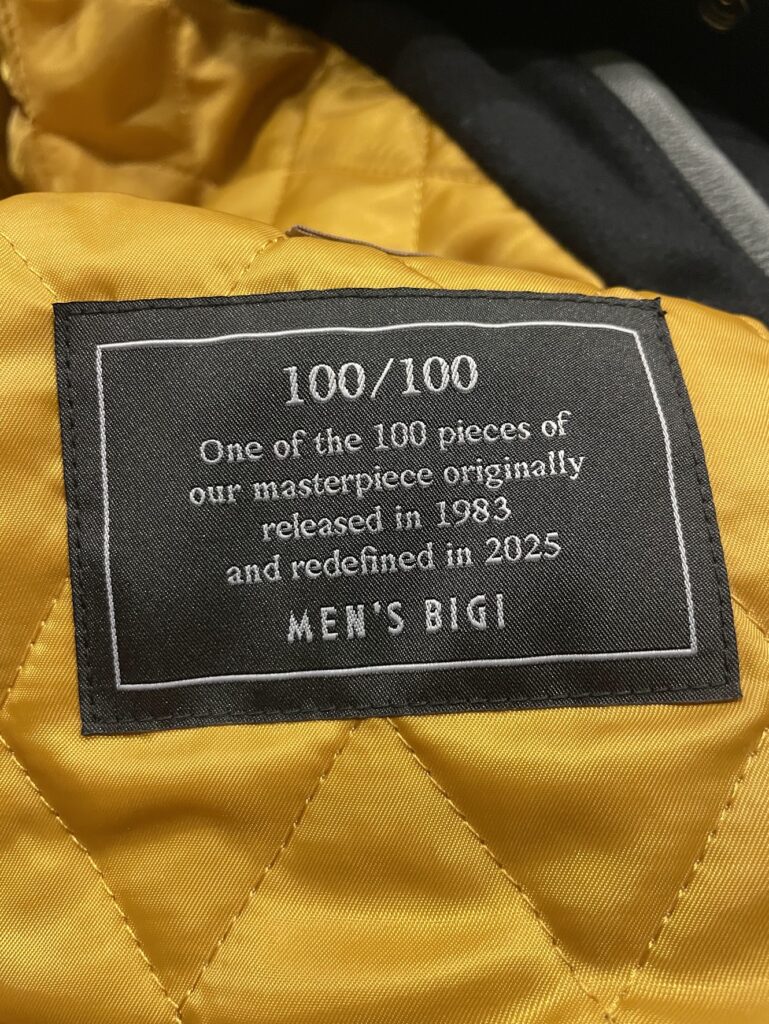 100/100
One of the 100 pieces of
our masterpiece originally
released in 1983
and redefined in 2025
MEN'S BIGI